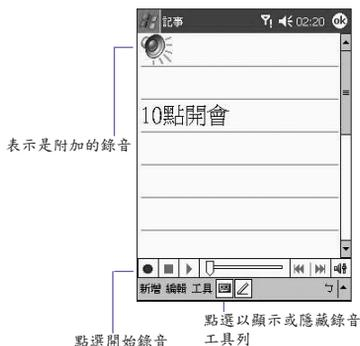 記事 02:20 ok
10點開會
表示是附加的錄音
新增 編輯 工具 ㄅ
點選開始錄音
點選以顯示或隱藏錄音
工具列